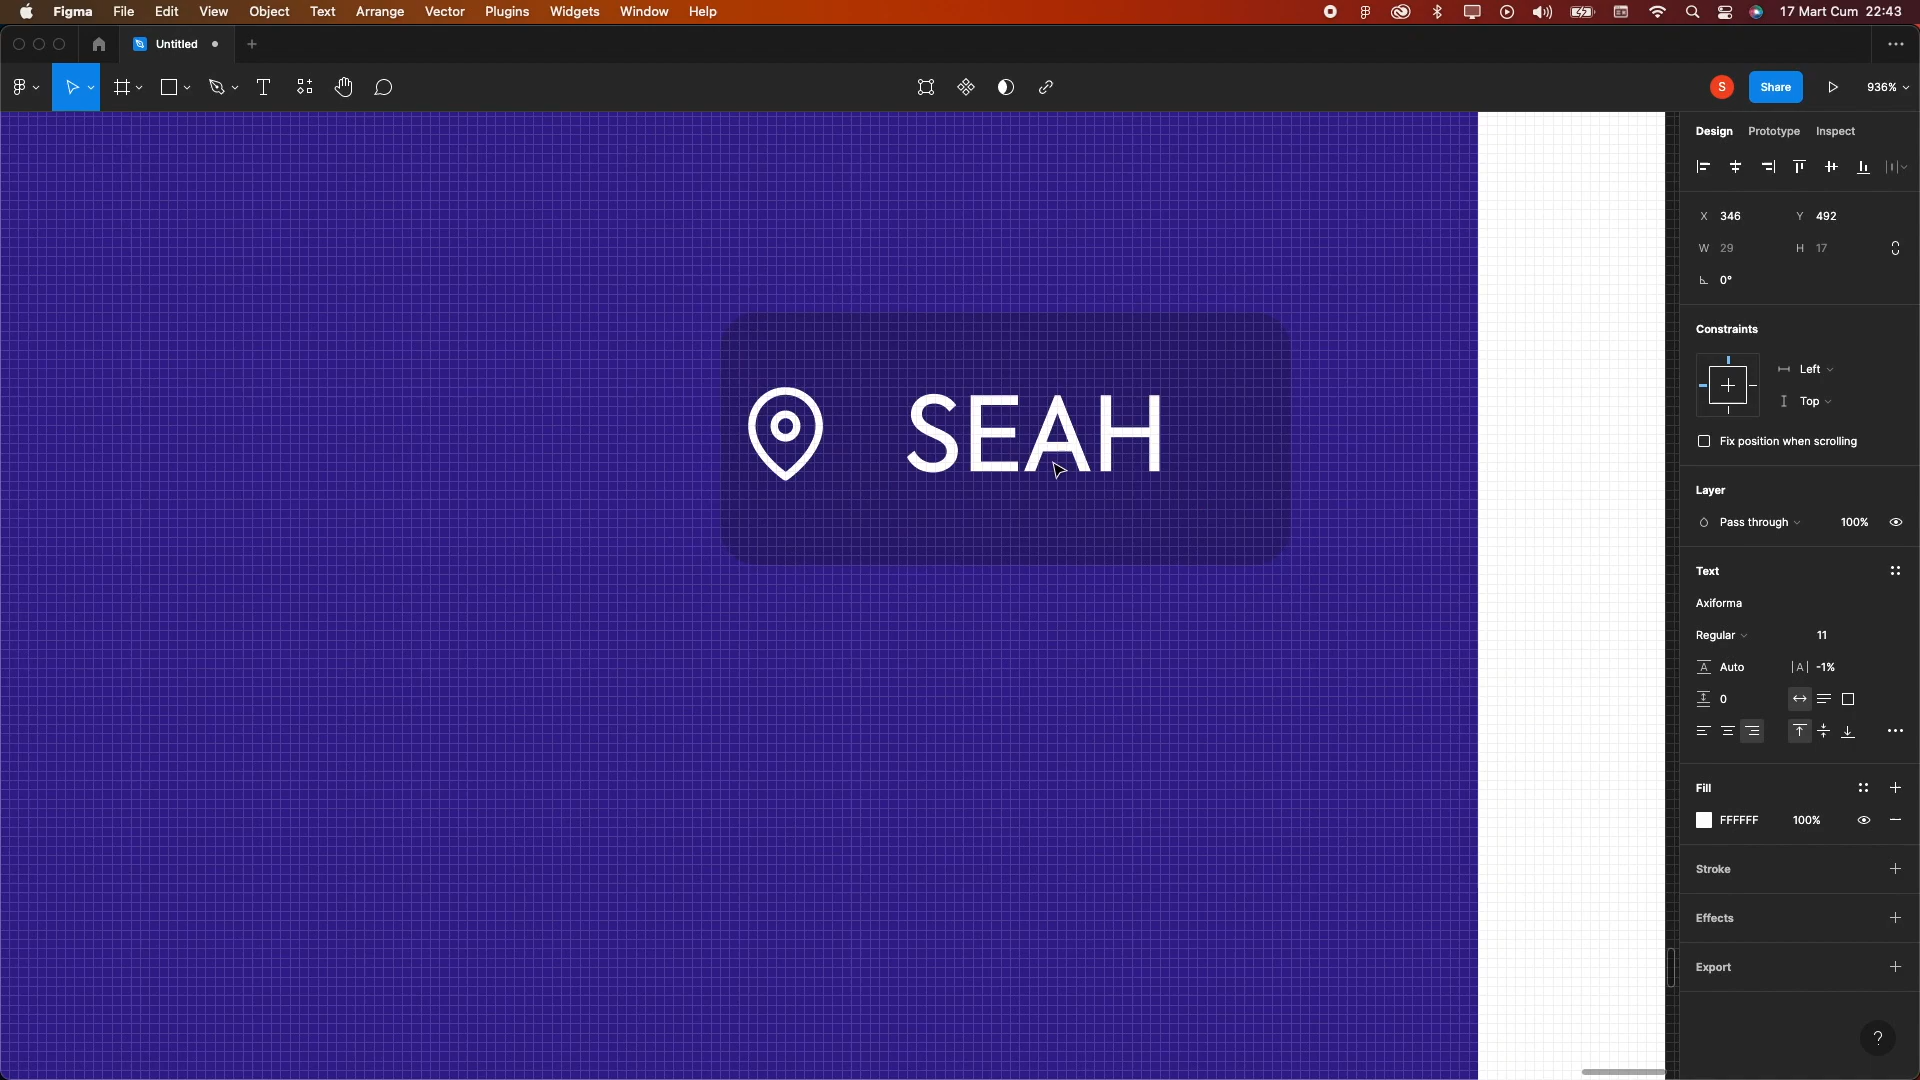 Figma File Edit View Object Text Arrange Vector Plugins Widgets Window Help 17 Mart Cum 22:43
Untitled
S Share 936%
Design Prototype Inspect
X 346 Y 492
W 29 H 17
0°
Constraints
Left
Top
Fix position when scrolling
SEAH
Layer
Pass through 100%
Text
Axiforma
Regular 11
A Auto |A| -1%
0
Fill
FFFFFF 100%
Stroke
Effects
Export
?